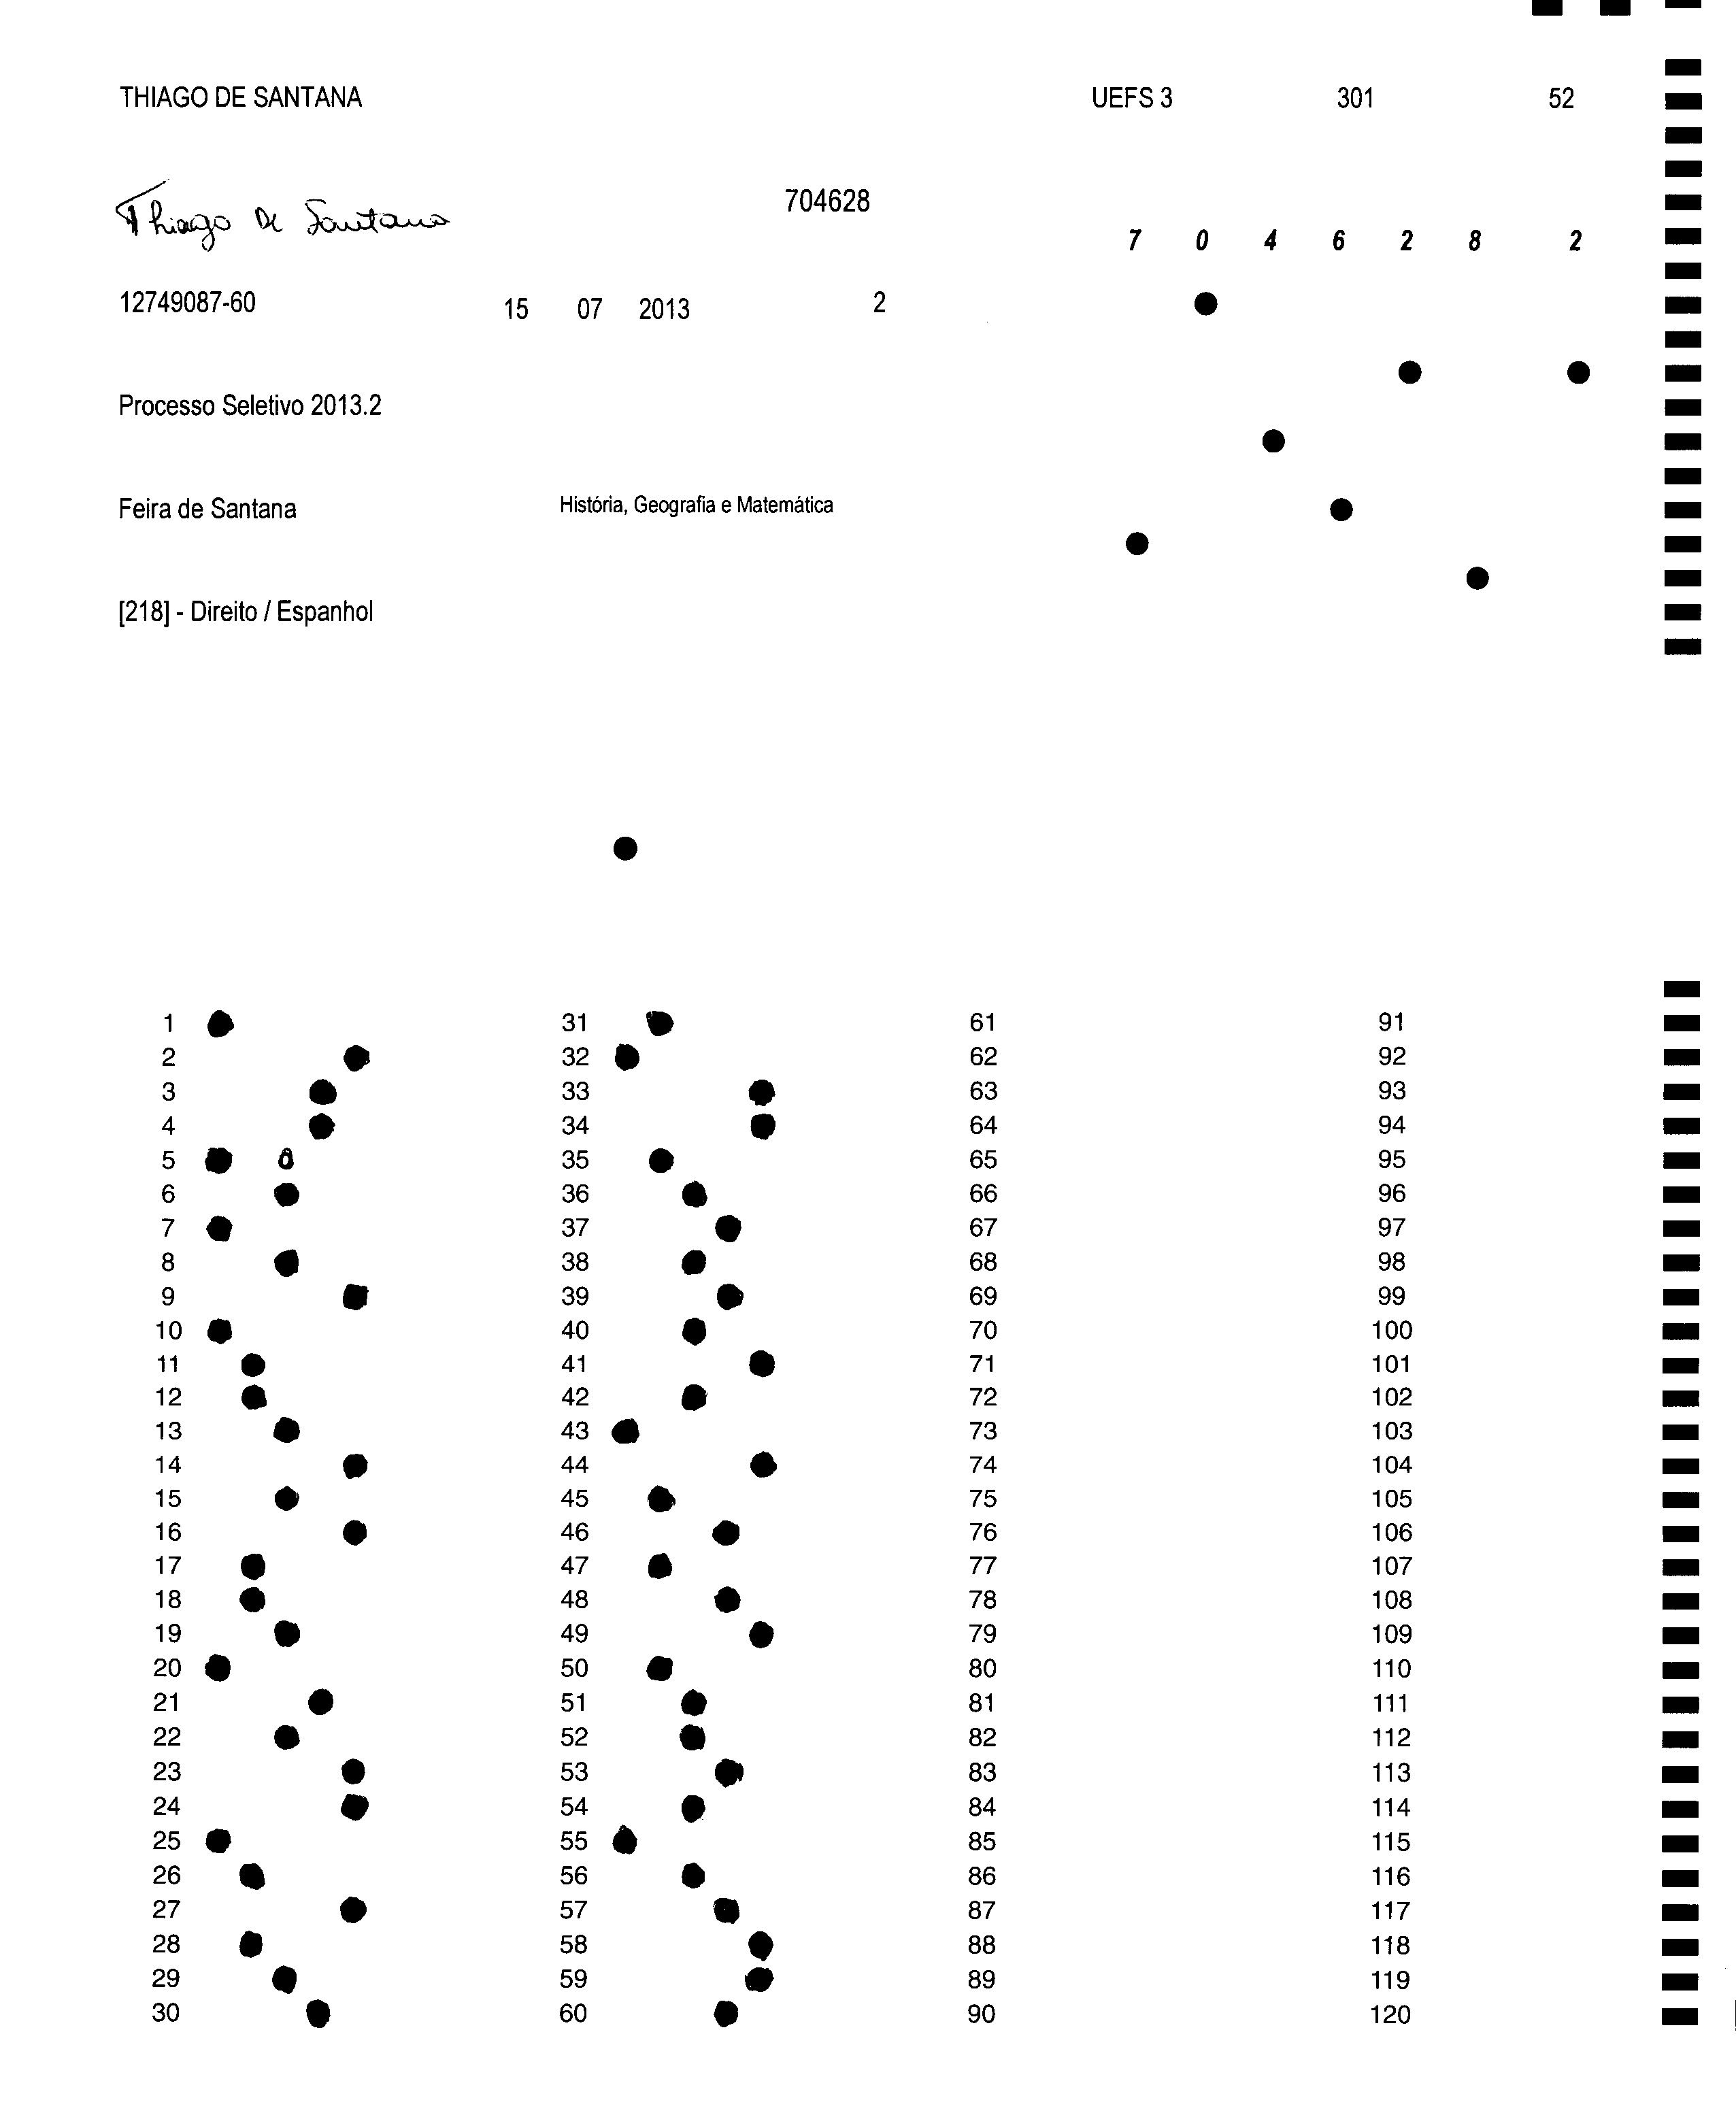 THIAGO DE SANTANA UEFS 3 301 52
Thiago De Santana 704628
7 0 4 6 2 8 2
12749087-60 15 07 2013 2
Processo Seletivo 2013.2
Feira de Santana História, Geografia e Matemática
[218] - Direito / Espanhol
1 31 61 91
2 32 62 92
3 33 63 93
4 34 64 94
5 35 65 95
6 36 66 96
7 37 67 97
8 38 68 98
9 39 69 99
10 40 70 100
11 41 71 101
12 42 72 102
13 43 73 103
14 44 74 104
15 45 75 105
16 46 76 106
17 47 77 107
18 48 78 108
19 49 79 109
20 50 80 110
21 51 81 111
22 52 82 112
23 53 83 113
24 54 84 114
25 55 85 115
26 56 86 116
27 57 87 117
28 58 88 118
29 59 89 119
30 60 90 120